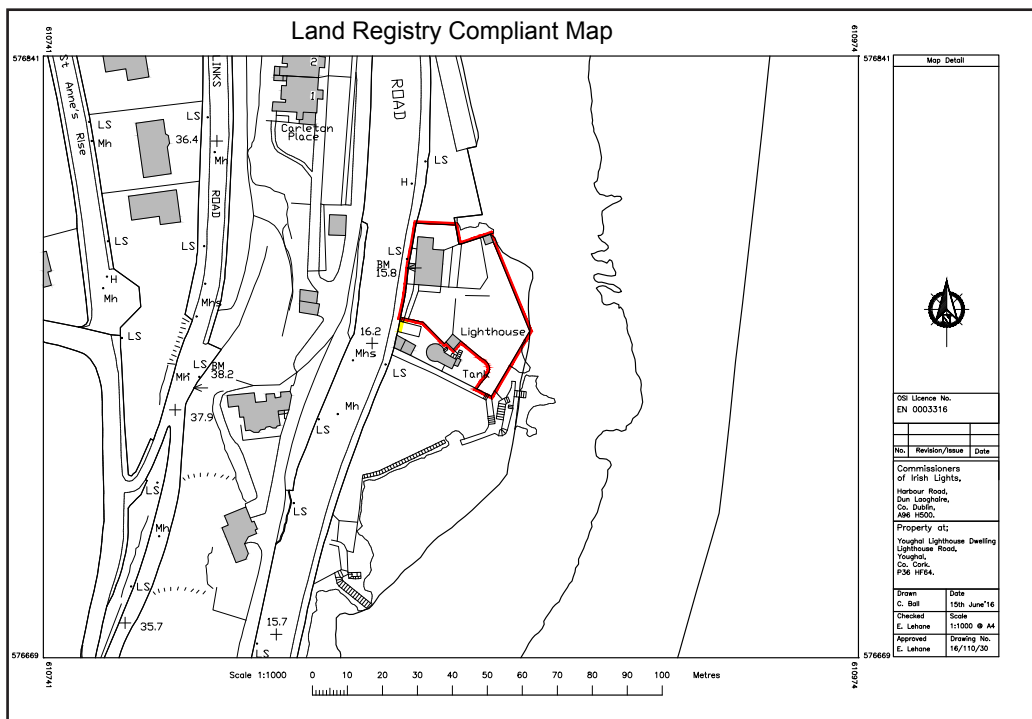 Land Registry Compliant Map
610741
610974
576841
576841
St Anne's Rise
LINKS
ROAD
2
1
Carleton
Place
ROAD
LS
Mh
36.4
LS
Mh
LS
H
LS
LS
LS
BM
15.8
H
Mh
Mhs
LS
16.2
Lighthouse
Mhs
LS
Tank
LS
Mh
BM
38.2
37.9
Mh
LS
LS
LS
Mh
LS
35.7
15.7
LS
576669
576669
610741
610974
Scale 1:1000
0 10 20 30 40 50 60 70 80 90 100
Metres
Map Detail
N
OSI Licence No.
EN 0003316
No. Revision/Issue Date
Commissioners
of Irish Lights,
Harbour Road,
Dun Laoghaire,
Co. Dublin,
A96 H500.
Property at;
Youghal Lighthouse Dwelling
Lighthouse Road,
Youghal,
Co. Cork.
P36 HF64.
Drawn
C. Ball
Date
15th June'16
Checked
E. Lehane
Scale
1:1000 @ A4
Approved
E. Lehane
Drawing No.
16/110/30